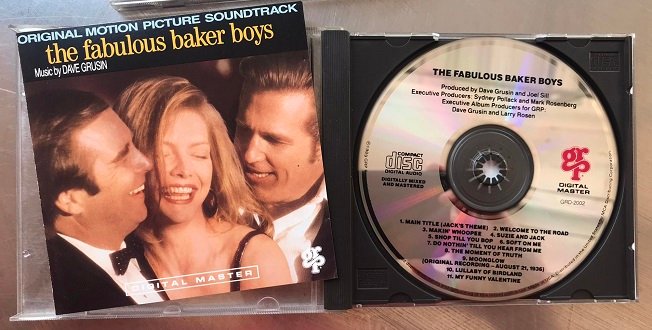 ORIGINAL MOTION PICTURE SOUNDTRACK
the fabulous baker boys
Music by DAVE GRUSIN
grp
DIGITAL MASTER
THE FABULOUS BAKER BOYS
Produced by Dave Grusin and Joel Sill
Executive Producers: Sydney Pollack and Mark Rosenberg
Executive Album Producers for GRP
Dave Grusin and Larry Rosen
COMPACT
disc
DIGITAL AUDIO
DIGITALLY MIXED
AND MASTERED
grp
DIGITAL
MASTER
GRD-2002
1. MAIN TITLE (JACK'S THEME) 2. WELCOME TO THE ROAD
3. MAKIN' WHOOPEE 4. SUZIE AND JACK
5. SHOP TILL YOU BOP 6. SOFT ON ME
7. DO NOTHIN' TILL YOU HEAR FROM ME
8. THE MOMENT OF TRUTH
9. MOONGLOW
(ORIGINAL RECORDING - AUGUST 21, 1936)
10. LULLABY OF BIRDLAND
11. MY FUNNY VALENTINE